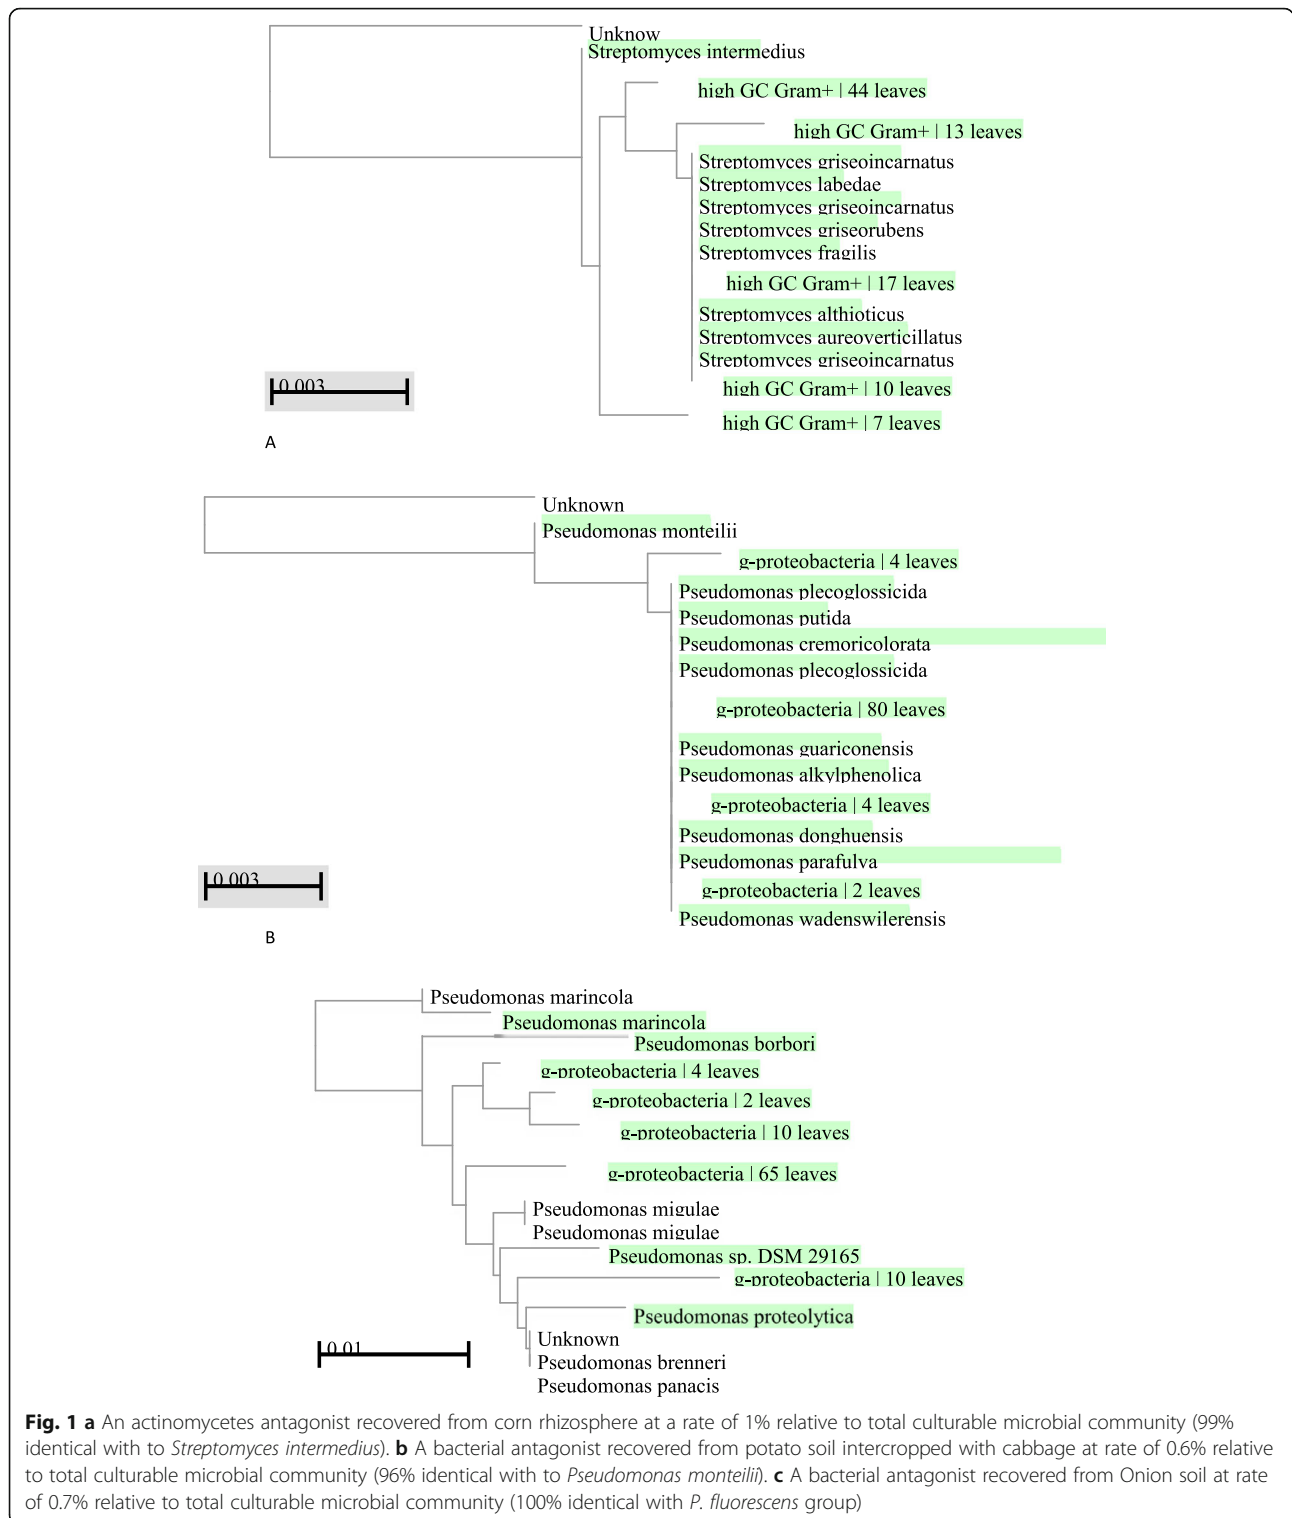 Unknow
Streptomyces intermedius
high GC Gram+ | 44 leaves
high GC Gram+ | 13 leaves
Streptomyces griseoincarnatus
Streptomyces labedae
Streptomyces griseoincarnatus
Streptomyces griseorubens
Streptomyces fragilis
high GC Gram+ | 17 leaves
Streptomyces althioticus
Streptomyces aureoverticillatus
Streptomyces griseoincarnatus
0.003
high GC Gram+ | 10 leaves
high GC Gram+ | 7 leaves
A
Unknown
Pseudomonas monteilii
g-proteobacteria | 4 leaves
Pseudomonas plecoglossicida
Pseudomonas putida
Pseudomonas cremoricolorata
Pseudomonas plecoglossicida
g-proteobacteria | 80 leaves
Pseudomonas guariconensis
Pseudomonas alkylphenolica
g-proteobacteria | 4 leaves
Pseudomonas donghuensis
Pseudomonas parafulva
0.003
g-proteobacteria | 2 leaves
Pseudomonas wadenswilerensis
B
Pseudomonas marincola
Pseudomonas marincola
Pseudomonas borbori
g-proteobacteria | 4 leaves
g-proteobacteria | 2 leaves
g-proteobacteria | 10 leaves
g-proteobacteria | 65 leaves
Pseudomonas migulae
Pseudomonas migulae
Pseudomonas sp. DSM 29165
g-proteobacteria | 10 leaves
Pseudomonas proteolytica
Unknown
0.01
Pseudomonas brenneri
Pseudomonas panacis
Fig. 1 a An actinomycetes antagonist recovered from corn rhizosphere at a rate of 1% relative to total culturable microbial community (99%
identical with to Streptomyces intermedius). b A bacterial antagonist recovered from potato soil intercropped with cabbage at rate of 0.6% relative
to total culturable microbial community (96% identical with to Pseudomonas monteilii). c A bacterial antagonist recovered from Onion soil at rate
of 0.7% relative to total culturable microbial community (100% identical with P. fluorescens group)